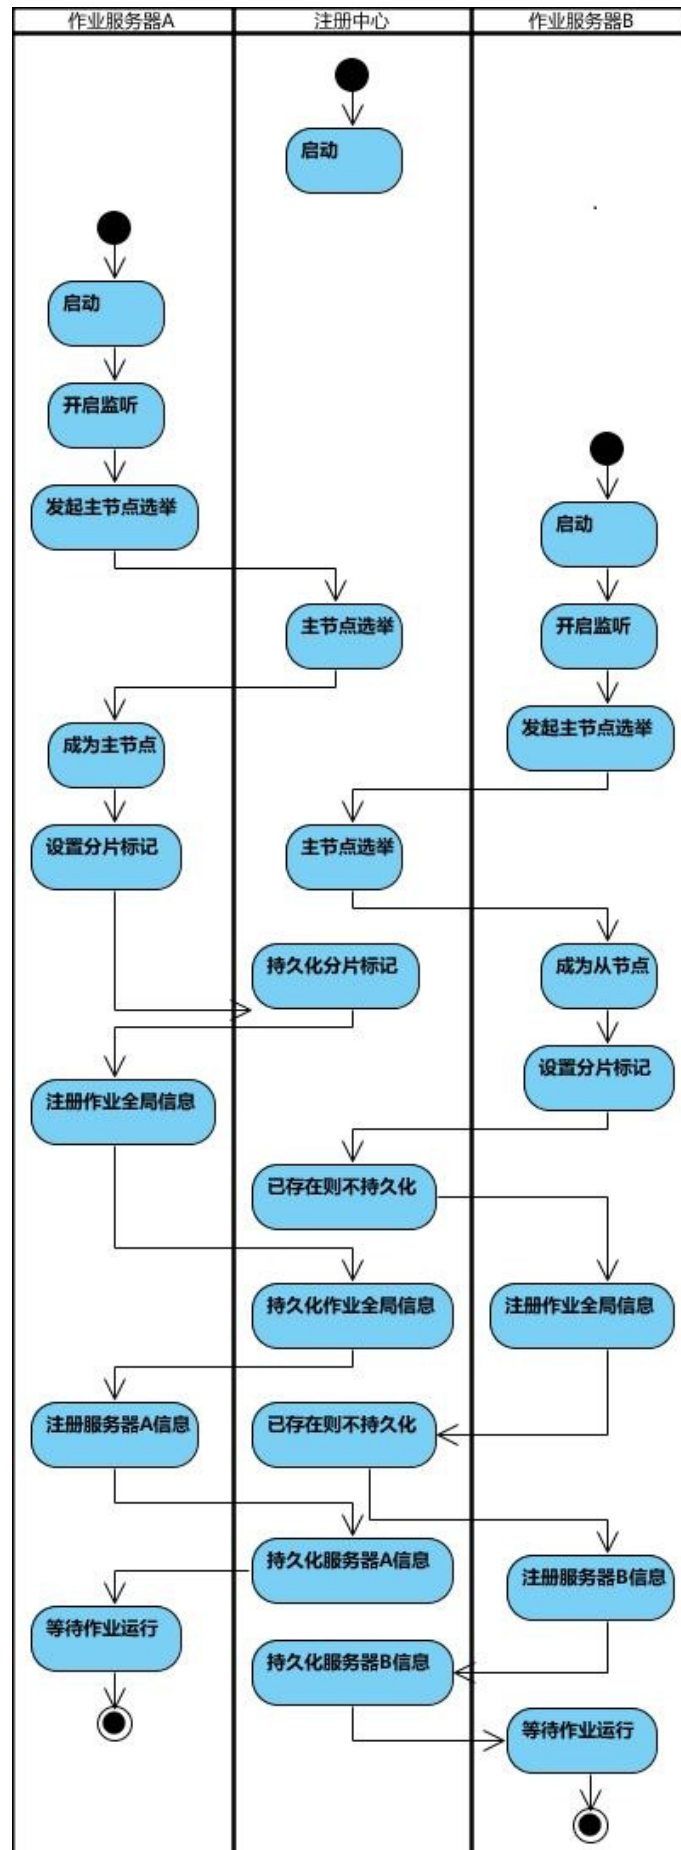 作业服务器A
注册中心
作业服务器B
启动
启动
开启监听
发起主节点选举
启动
主节点选举
开启监听
成为主节点
发起主节点选举
设置分片标记
主节点选举
持久化分片标记
成为从节点
设置分片标记
注册作业全局信息
已存在则不持久化
持久化作业全局信息
注册作业全局信息
注册服务器A信息
已存在则不持久化
持久化服务器A信息
注册服务器B信息
等待作业运行
持久化服务器B信息
等待作业运行